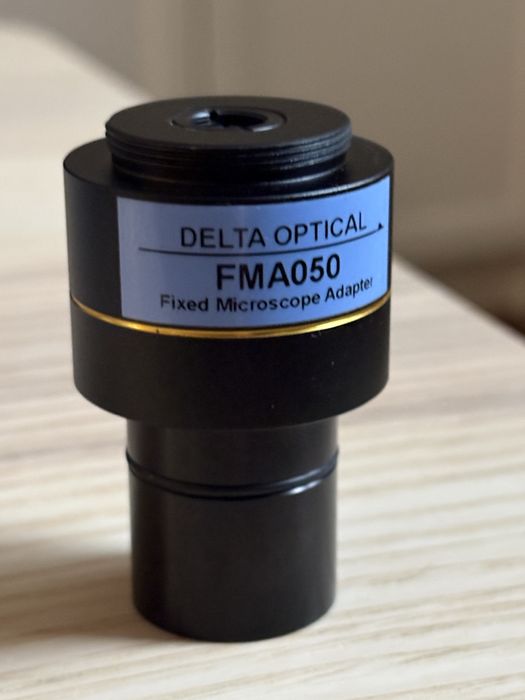 DELTA OPTICAL
FMA050
Fixed Microscope Adapter